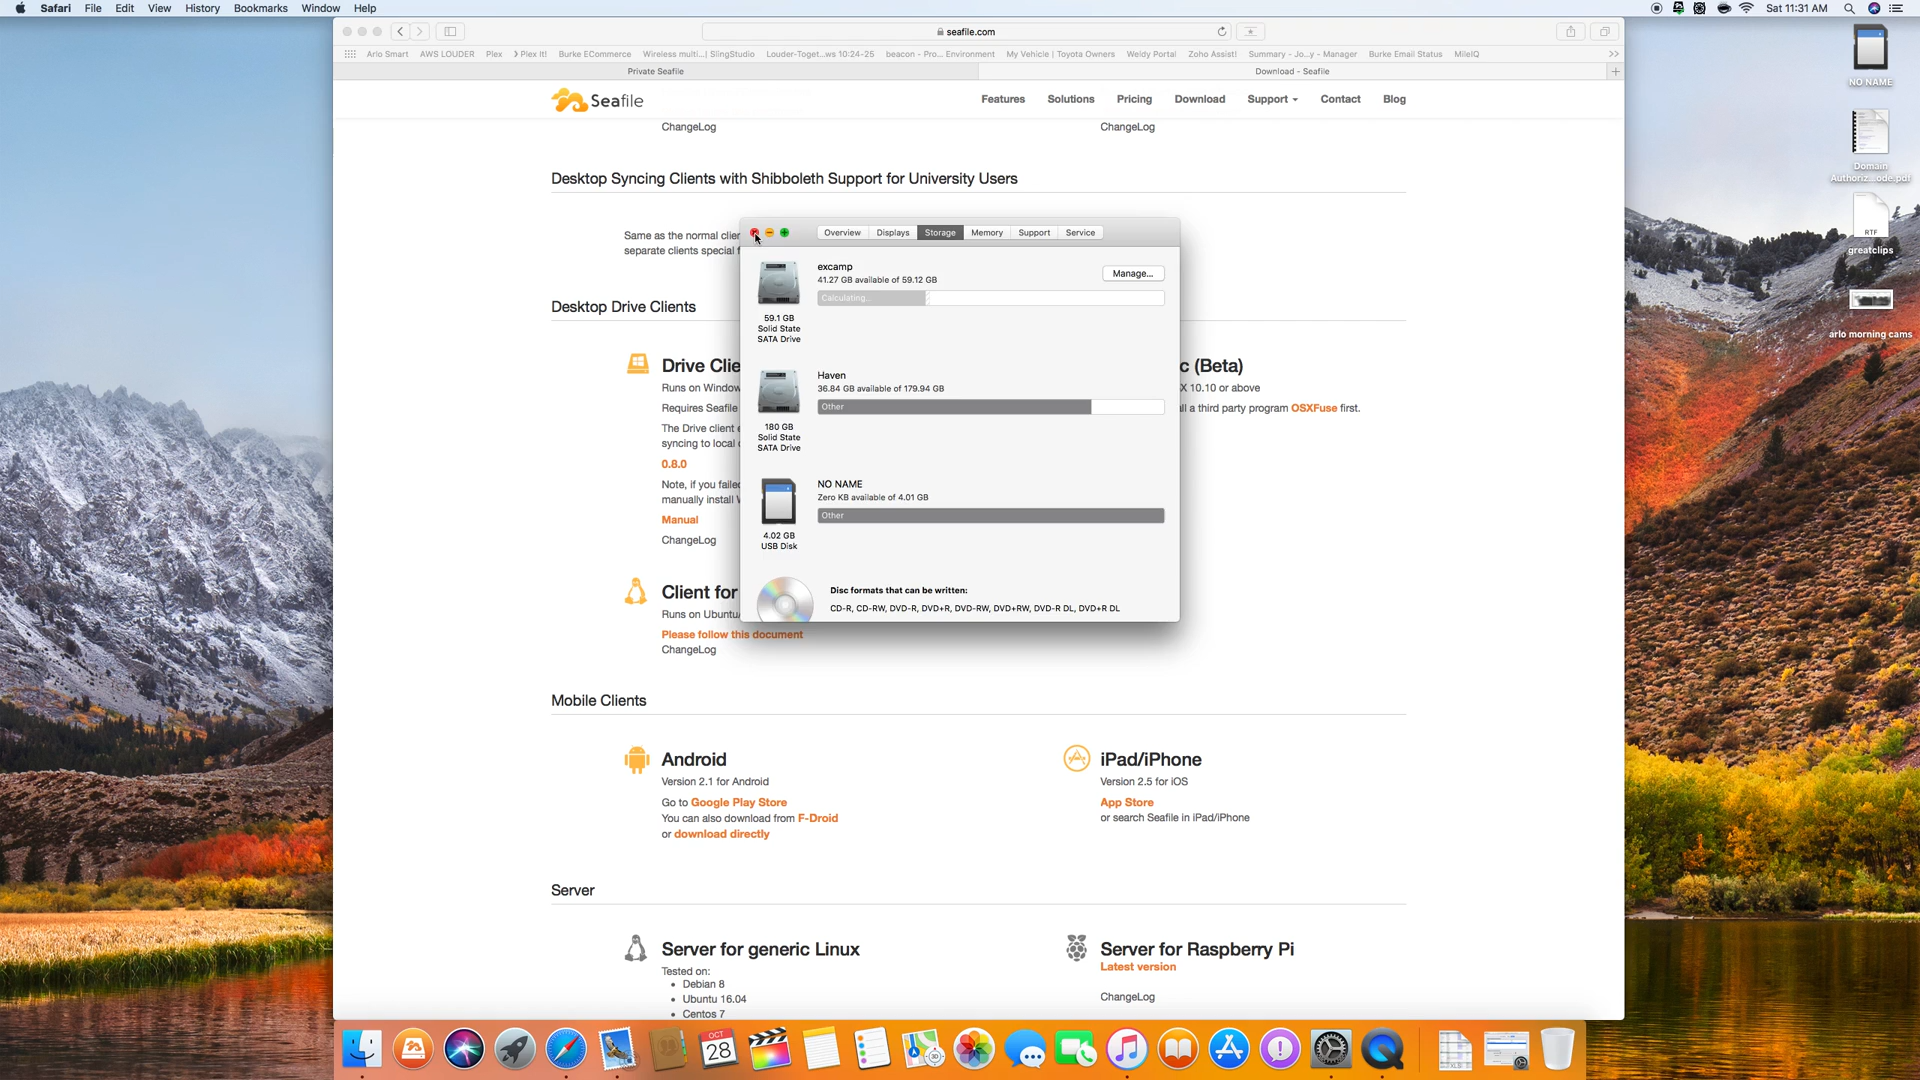 Safari File Edit View History Bookmarks Window Help
Sat 11:31 AM
seafile.com
Arlo Smart AWS LOUDER Plex > Plex It! Burke ECommerce Wireless multi...| SlingStudio Louder-Toget...ws 10:24-25 beacon - Pro... Environment My Vehicle | Toyota Owners Weldy Portal Zoho Assist! Summary - Jo...y - Manager Burke Email Status MileIQ >>
Private Seafile
Download - Seafile
Seafile
Features Solutions Pricing Download Support Contact Blog
ChangeLog
ChangeLog
Desktop Syncing Clients with Shibboleth Support for University Users
Same as the normal clier
separate clients special f
Desktop Drive Clients
Drive Clie
Runs on Window
Requires Seafile
The Drive client e
syncing to local c
0.8.0
Note, if you failed
manually install
Manual
ChangeLog
c (Beta)
X 10.10 or above
ll a third party program OSXFuse first.
Overview Displays Storage Memory Support Service
excamp
41.27 GB available of 59.12 GB
Manage...
Calculating...
59.1 GB
Solid State
SATA Drive
Haven
36.84 GB available of 179.94 GB
Other
180 GB
Solid State
SATA Drive
NO NAME
Zero KB available of 4.01 GB
Other
4.02 GB
USB Disk
Disc formats that can be written:
CD-R, CD-RW, DVD-R, DVD+R, DVD-RW, DVD+RW, DVD-R DL, DVD+R DL
Client for
Runs on Ubuntu/
Please follow this document
ChangeLog
Mobile Clients
Android
Version 2.1 for Android
Go to Google Play Store
You can also download from F-Droid
or download directly
iPad/iPhone
Version 2.5 for iOS
App Store
or search Seafile in iPad/iPhone
Server
Server for generic Linux
Tested on:
• Debian 8
• Ubuntu 16.04
• Centos 7
Server for Raspberry Pi
Latest version
ChangeLog
NO NAME
Domain
Authoriz...ode.pdf
RTF
greatclips
arlo morning cams
OCT
28
3D
XLS